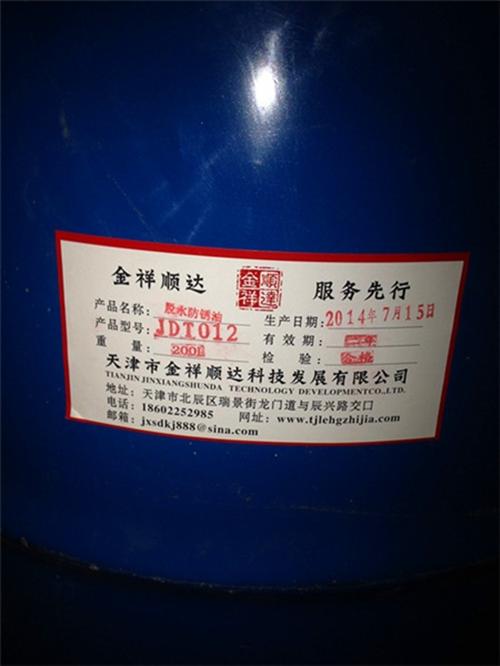 金祥顺达 金祥順達 服务先行
产品名称: 脱水防锈油 生产日期: 2014年7月15日
产品型号: JDT012 有效期: 二年
重量: 200L 检验: 合格
天津市金祥顺达科技发展有限公司
TIANJIN JINXIANGSHUNDA TECHNOLOGY DEVELOPMENTCO.,LTD.
地址: 天津市北辰区瑞景街龙门道与辰兴路交口
电话: 18602252985 网址: www.tjlehgzhijia.com
邮箱: jxsdkj888@sina.com